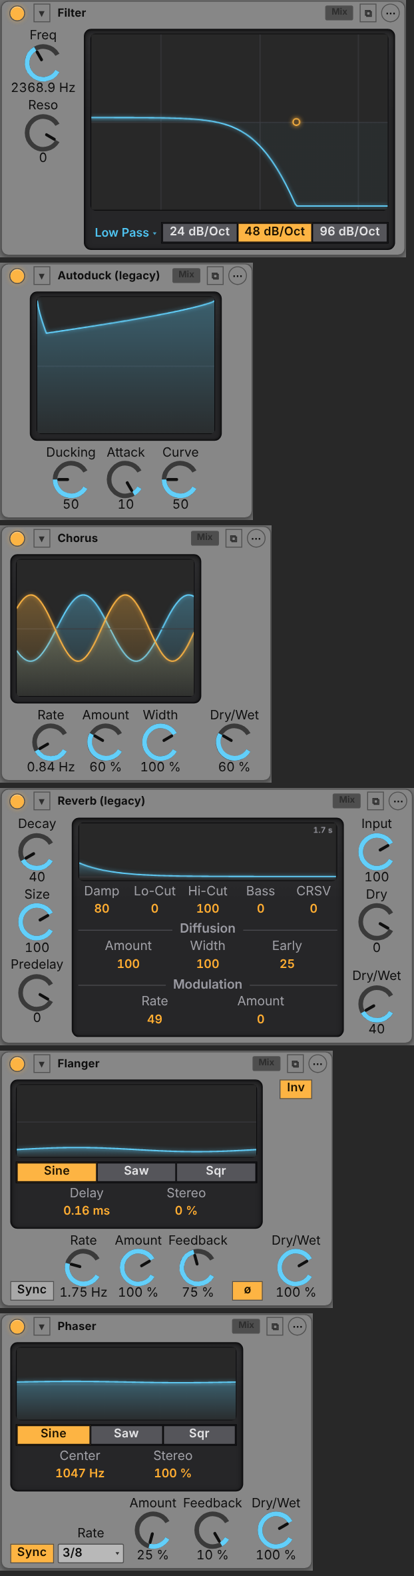 Filter Mix
Freq
2368.9 Hz
Reso
0
Low Pass 24 dB/Oct 48 dB/Oct 96 dB/Oct
Autoduck (legacy) Mix
Ducking Attack Curve
50 10 50
Chorus Mix
Rate Amount Width Dry/Wet
0.84 Hz 60 % 100 % 60 %
Reverb (legacy) Mix
Decay
40
Size
100
Predelay
0
1.7 s
Damp Lo-Cut Hi-Cut Bass CRSV
80 0 100 0 0
Diffusion
Amount Width Early
100 100 25
Modulation
Rate Amount
49 0
Input
100
Dry
0
Dry/Wet
40
Flanger Mix
Inv
Sine Saw Sqr
Delay Stereo
0.16 ms 0 %
Rate Amount Feedback Dry/Wet
Sync 1.75 Hz 100 % 75 % ø 100 %
Phaser Mix
Sine Saw Sqr
Center Stereo
1047 Hz 100 %
Amount Feedback Dry/Wet
Rate
Sync 3/8 25 % 10 % 100 %